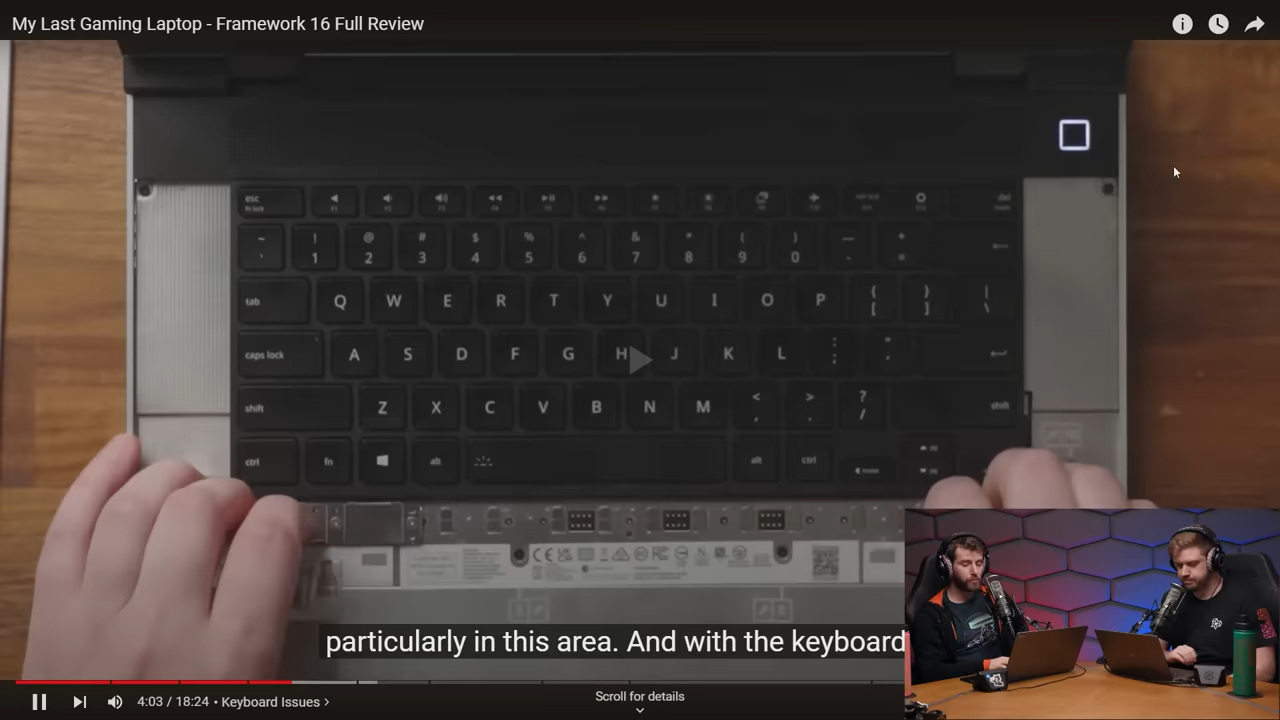 My Last Gaming Laptop - Framework 16 Full Review
esc
~ ! @ # $ % ^ & * ( )
1 2 3 4 5 6 7 8 9 0
tab Q W E R T Y U I O P { [ } ] | \
caps lock A S D F G H J K L
shift Z X C V B N M < , > . ? / shift
ctrl fn alt alt ctrl
particularly in this area. And with the keyboard
4:03 / 18:24 • Keyboard Issues >
Scroll for details